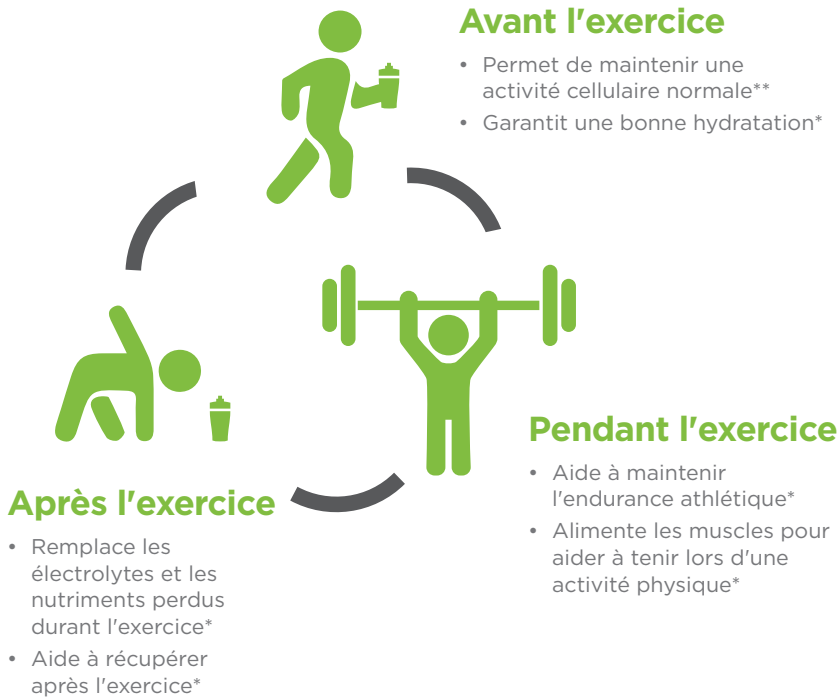 Avant l'exercice
• Permet de maintenir une
activité cellulaire normale**
• Garantit une bonne hydratation*
Pendant l'exercice
• Aide à maintenir
l'endurance athlétique*
• Alimente les muscles pour
aider à tenir lors d'une
activité physique*
Après l'exercice
• Remplace les
électrolytes et les
nutriments perdus
durant l'exercice*
• Aide à récupérer
après l'exercice*